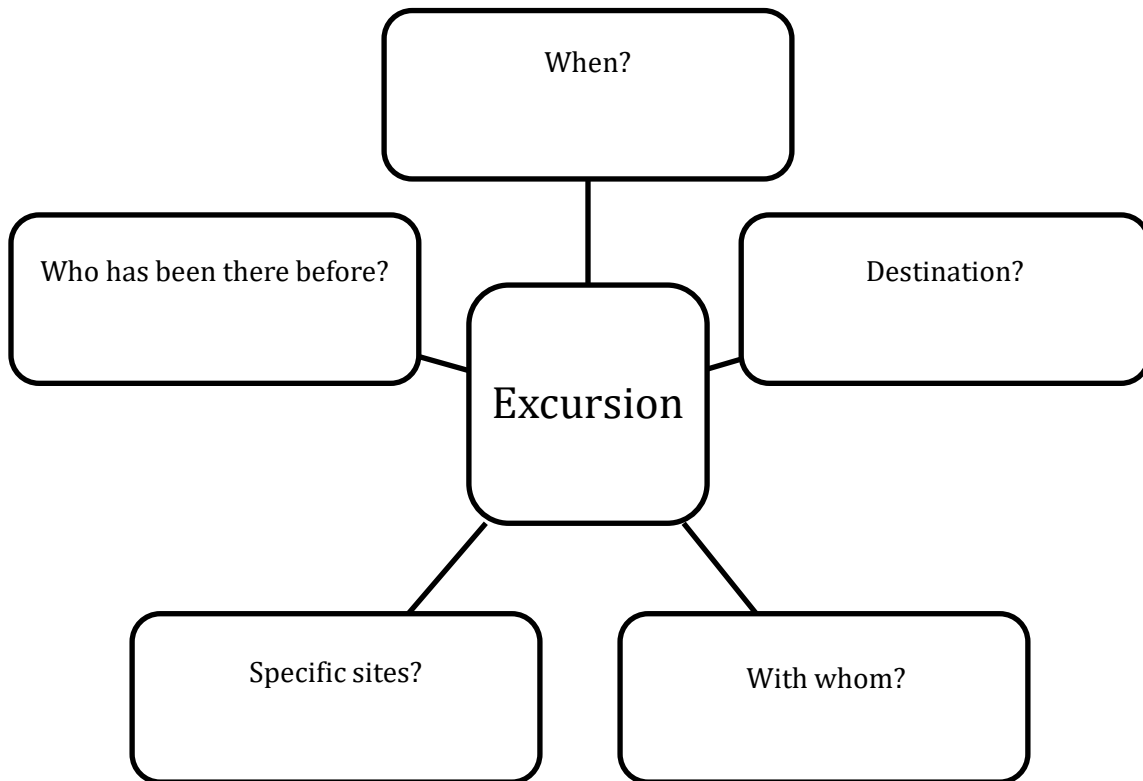 When?
Who has been there before?
Destination?
Excursion
Specific sites?
With whom?